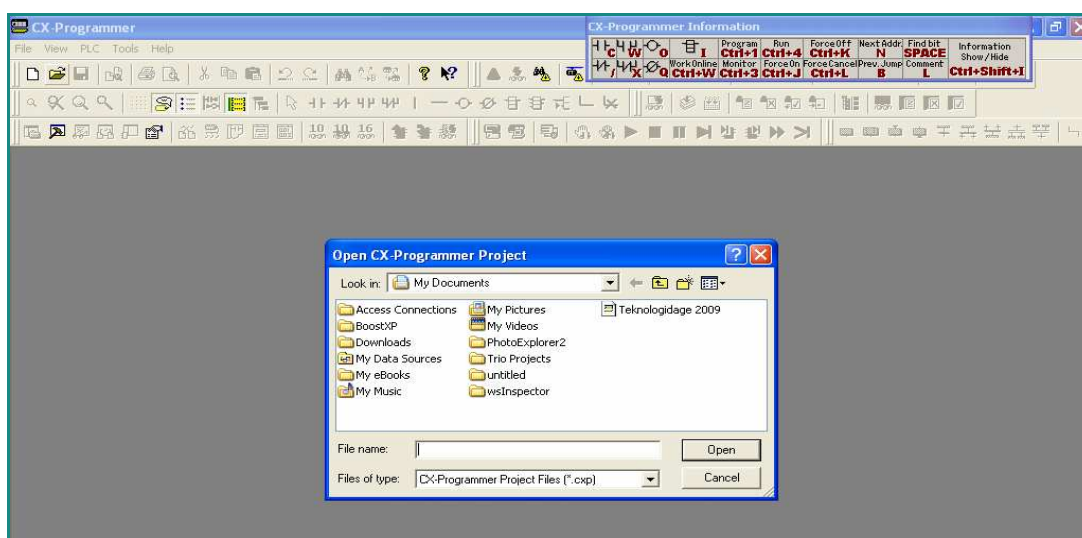 CX-Programmer
CX-Programmer Information
File View PLC Tools Help
C W O I Program Ctrl+1 Run Ctrl+4 Force Off Ctrl+K Next Addr. N Find bit SPACE Information Show/Hide Ctrl+Shift+I
/ X Q Work Online Ctrl+W Monitor Ctrl+3 Force On Ctrl+J Force Cancel Ctrl+L Prev. Jump B Comment L
10 10 16
Open CX-Programmer Project
Look in: My Documents
Access Connections My Pictures Teknologidage 2009
BoostXP My Videos
Downloads PhotoExplorer2
My Data Sources Trio Projects
My eBooks untitled
My Music wsInspector
File name: Open
Files of type: CX-Programmer Project Files (*.cxp) Cancel